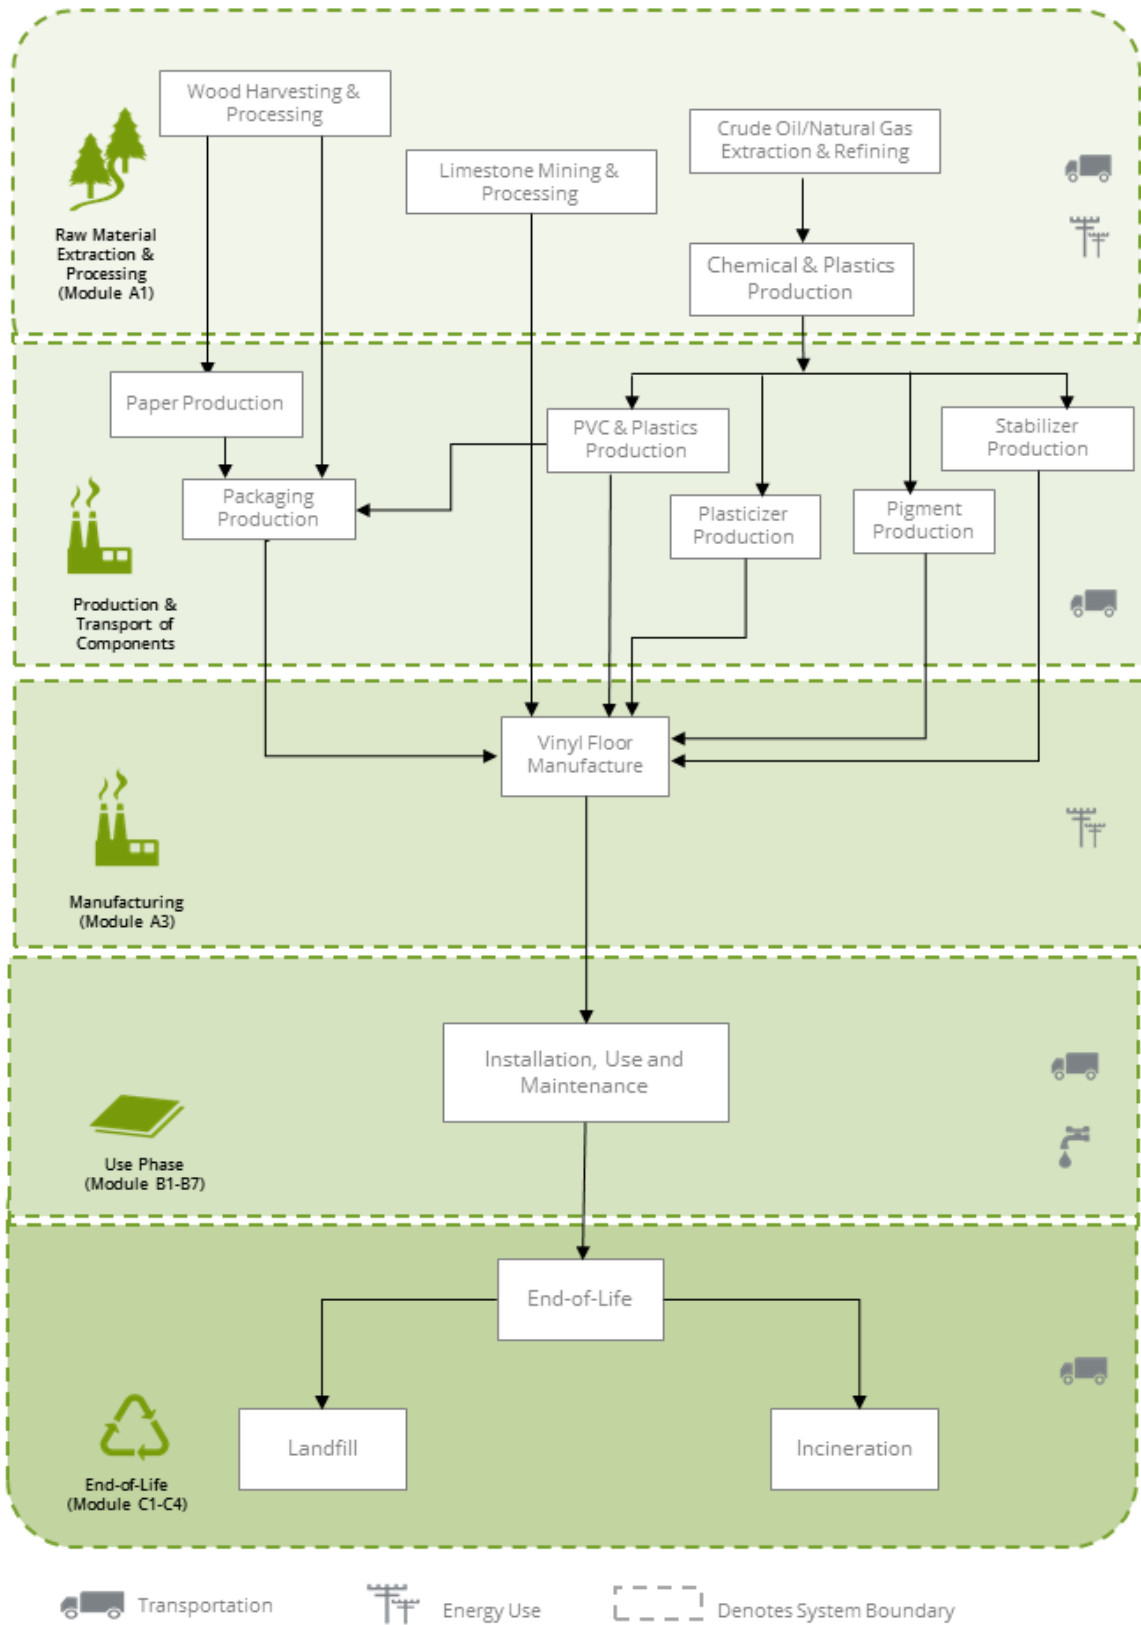 Wood Harvesting &
Processing
Crude Oil/Natural Gas
Extraction & Refining
Limestone Mining &
Processing
Raw Material
Extraction &
Processing
(Module A1)
Chemical & Plastics
Production
Paper Production
PVC & Plastics
Production
Stabilizer
Production
Packaging
Production
Plasticizer
Production
Pigment
Production
Production &
Transport of
Components
Vinyl Floor
Manufacture
Manufacturing
(Module A3)
Installation, Use and
Maintenance
Use Phase
(Module B1-B7)
End-of-Life
Landfill
Incineration
End-of-Life
(Module C1-C4)
Transportation
Energy Use
Denotes System Boundary